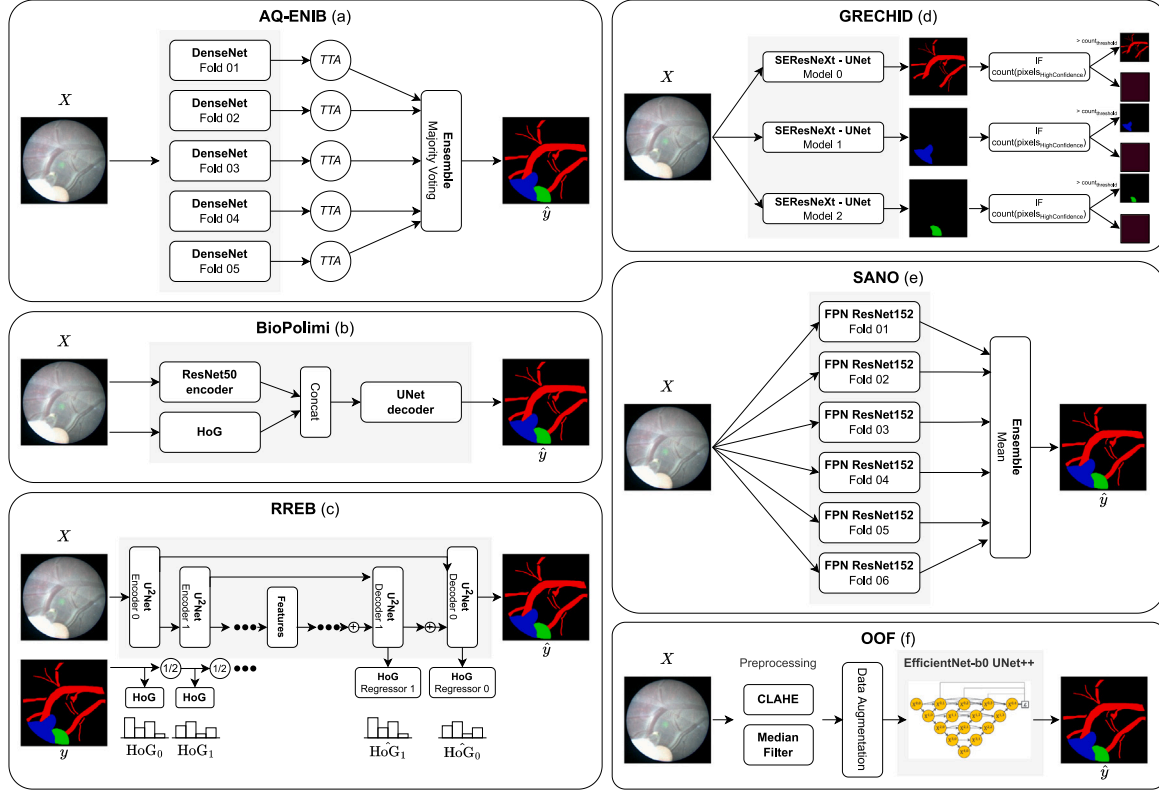 AQ-ENIB (a)
X
DenseNet
Fold 01
TTA
DenseNet
Fold 02
TTA
DenseNet
Fold 03
TTA
DenseNet
Fold 04
TTA
DenseNet
Fold 05
TTA
Ensemble
Majority Voting
ŷ
BioPolimi (b)
X
ResNet50
encoder
HoG
Concat
UNet
decoder
ŷ
RREB (c)
X
U²Net
Encoder 0
U²Net
Encoder 1
Features
+
U²Net
Decoder 1
+
U²Net
Decoder 0
ŷ
1/2
1/2
HoG
HoG
HoG
Regressor 1
HoG
Regressor 0
y
HoG₀
HoG₁
HôG₁
HôG₀
GRECHID (d)
X
SEResNeXt - UNet
Model 0
IF
count(pixels_HighConfidence)
> count_threshold
SEResNeXt - UNet
Model 1
IF
count(pixels_HighConfidence)
> count_threshold
SEResNeXt - UNet
Model 2
IF
count(pixels_HighConfidence)
> count_threshold
SANO (e)
X
FPN ResNet152
Fold 01
FPN ResNet152
Fold 02
FPN ResNet152
Fold 03
FPN ResNet152
Fold 04
FPN ResNet152
Fold 05
FPN ResNet152
Fold 06
Ensemble
Mean
ŷ
OOF (f)
X
Preprocessing
CLAHE
Median
Filter
Data Augmentation
EfficientNet-b0 UNet++
ŷ